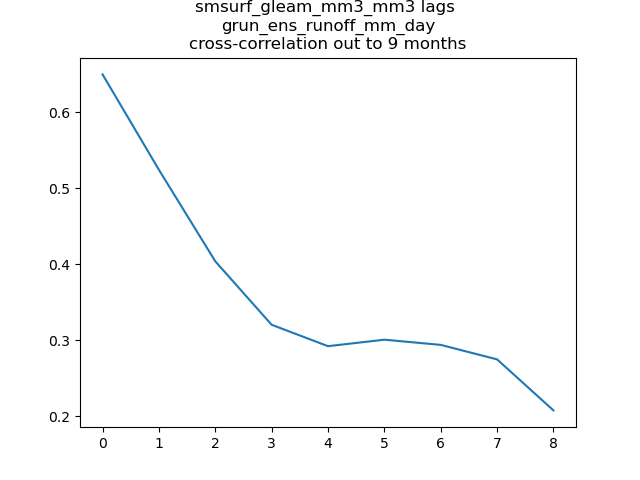 smsurf_gleam_mm3_mm3 lags
grun_ens_runoff_mm_day
cross-correlation out to 9 months
0.6
0.5
0.4
0.3
0.2
0 1 2 3 4 5 6 7 8